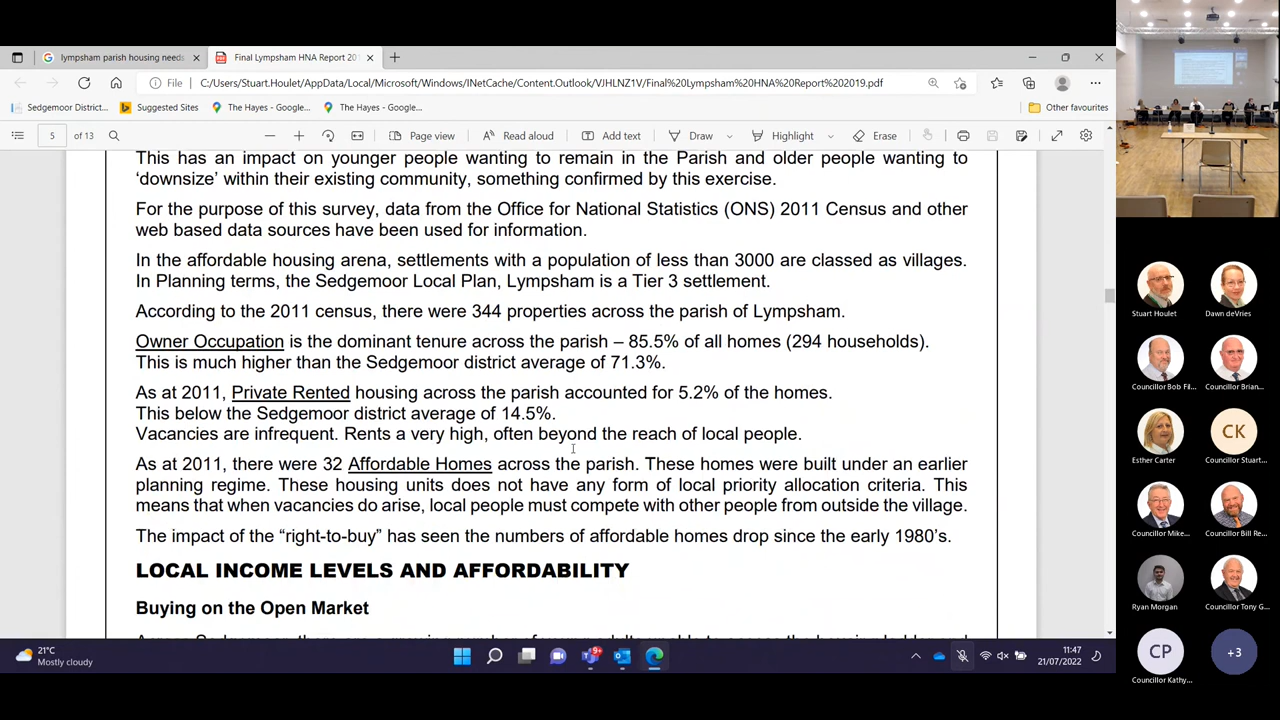 lympsham parish housing needs
Final Lympsham HNA Report 201
File
C:/Users/Stuart.Houlet/AppData/Local/Microsoft/Windows/INetCache/Content.Outlook/VJHLNZ1V/Final%20Lympsham%20HNA%20Report%202019.pdf
Sedgemoor District...
Suggested Sites
The Hayes - Google...
The Hayes - Google...
Other favourites
5 of 13
Page view
Read aloud
Add text
Draw
Highlight
Erase
This has an impact on younger people wanting to remain in the Parish and older people wanting to
‘downsize’ within their existing community, something confirmed by this exercise.
For the purpose of this survey, data from the Office for National Statistics (ONS) 2011 Census and other
web based data sources have been used for information.
In the affordable housing arena, settlements with a population of less than 3000 are classed as villages.
In Planning terms, the Sedgemoor Local Plan, Lympsham is a Tier 3 settlement.
According to the 2011 census, there were 344 properties across the parish of Lympsham.
Owner Occupation is the dominant tenure across the parish – 85.5% of all homes (294 households).
This is much higher than the Sedgemoor district average of 71.3%.
As at 2011, Private Rented housing across the parish accounted for 5.2% of the homes.
This below the Sedgemoor district average of 14.5%.
Vacancies are infrequent. Rents a very high, often beyond the reach of local people.
As at 2011, there were 32 Affordable Homes across the parish. These homes were built under an earlier
planning regime. These housing units does not have any form of local priority allocation criteria. This
means that when vacancies do arise, local people must compete with other people from outside the village.
The impact of the “right-to-buy” has seen the numbers of affordable homes drop since the early 1980’s.
LOCAL INCOME LEVELS AND AFFORDABILITY
Buying on the Open Market
21°C
Mostly cloudy
9+
11:47
21/07/2022
Stuart Houlet
Dawn deVries
Councillor Bob Fil...
Councillor Brian...
Esther Carter
CK
Councillor Stuart...
Councillor Mike...
Councillor Bill Re...
Ryan Morgan
Councillor Tony G...
CP
Councillor Kathy...
+3